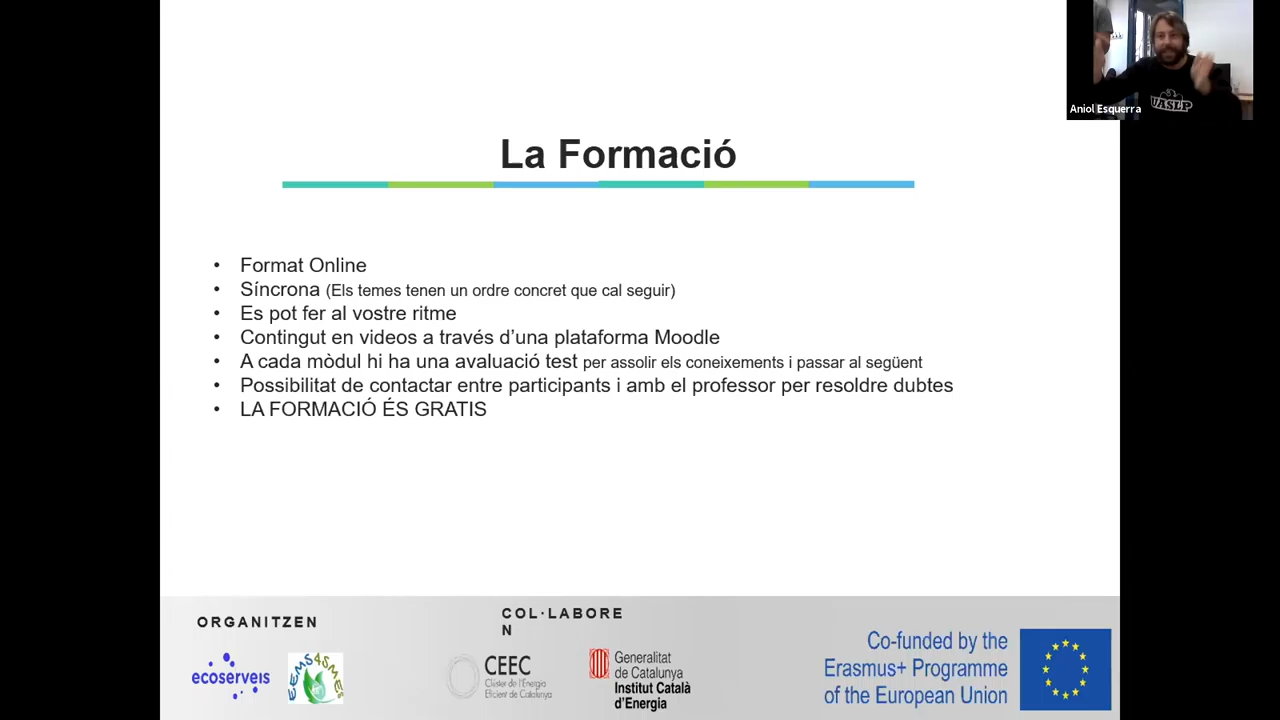 Aniol Esquerra
UASLP
La Formació
• Format Online
• Síncrona (Els temes tenen un ordre concret que cal seguir)
• Es pot fer al vostre ritme
• Contingut en videos a través d’una plataforma Moodle
• A cada mòdul hi ha una avaluació test per assolir els coneixements i passar al següent
• Possibilitat de contactar entre participants i amb el professor per resoldre dubtes
• LA FORMACIÓ ÉS GRATIS
ORGANITZEN
ecoserveis
EEMS4SMEs
COL·LABORE
N
CEEC
Clúster de l'Energia
Eficient de Catalunya
Generalitat
de Catalunya
Institut Català
d'Energia
Co-funded by the
Erasmus+ Programme
of the European Union